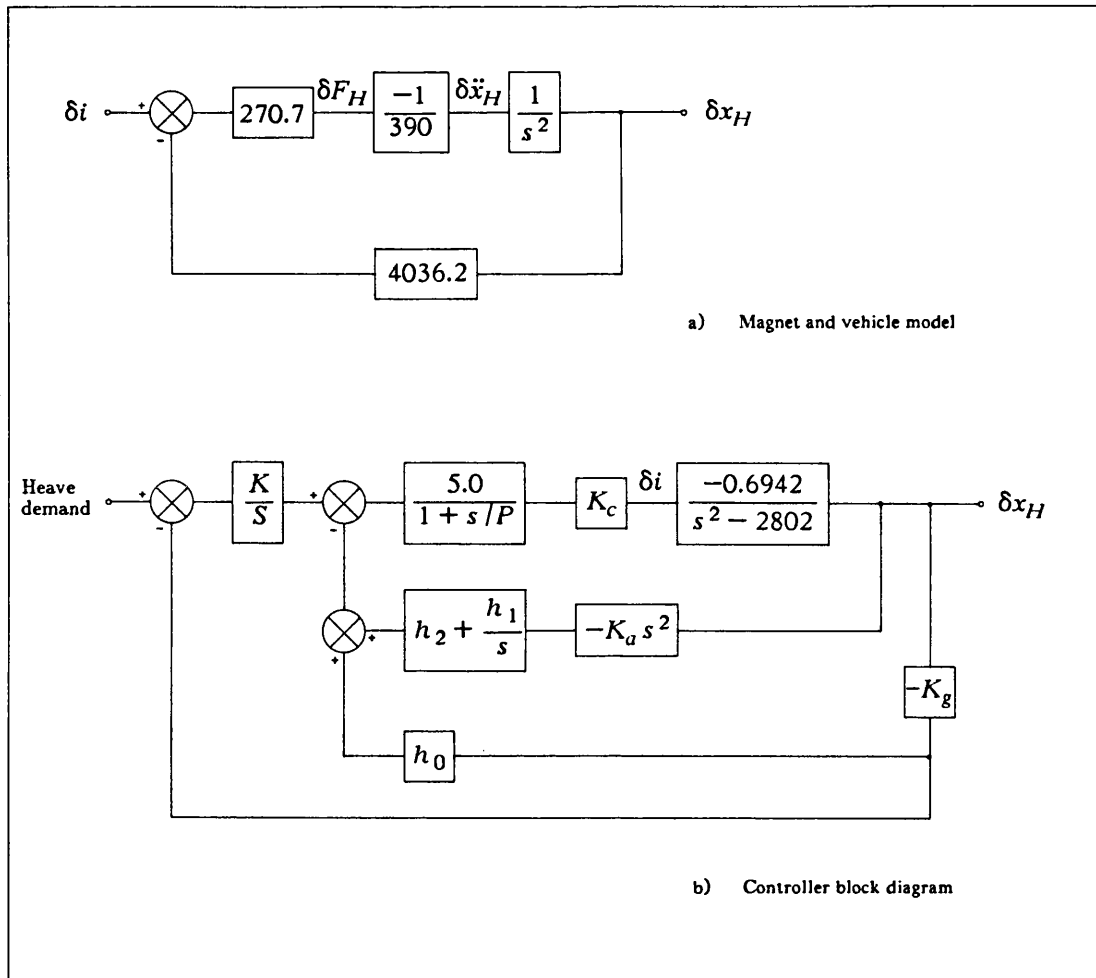 δi + - 270.7 δF_H -1/390 δẍ_H 1/s² δx_H
4036.2
a) Magnet and vehicle model
Heave demand + - K/S + - 5.0/(1 + s/P) K_c δi -0.6942/(s² − 2802) δx_H
h_2 + h_1/s −K_a s²
+ +
−K_g
h_0
b) Controller block diagram